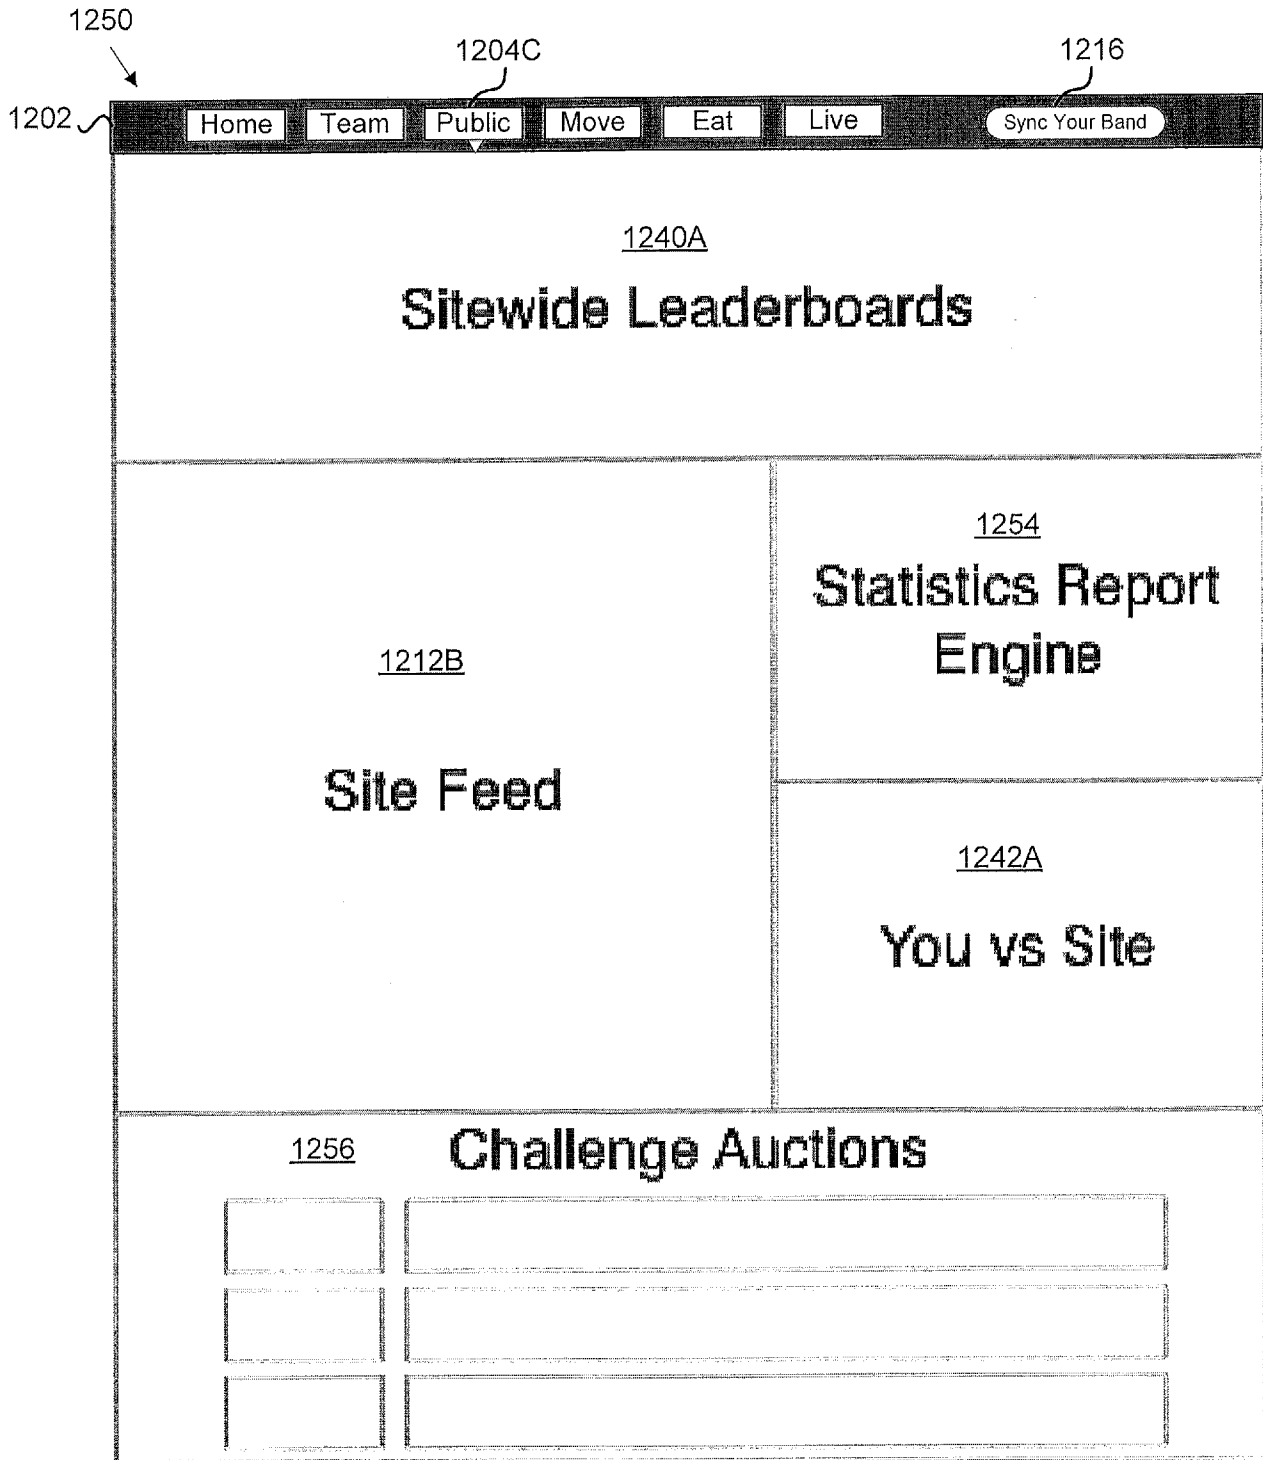 1250
1204C
1216
1202
Home Team Public Move Eat Live Sync Your Band
1240A
Sitewide Leaderboards
1212B
Site Feed
1254
Statistics Report
Engine
1242A
You vs Site
1256 Challenge Auctions